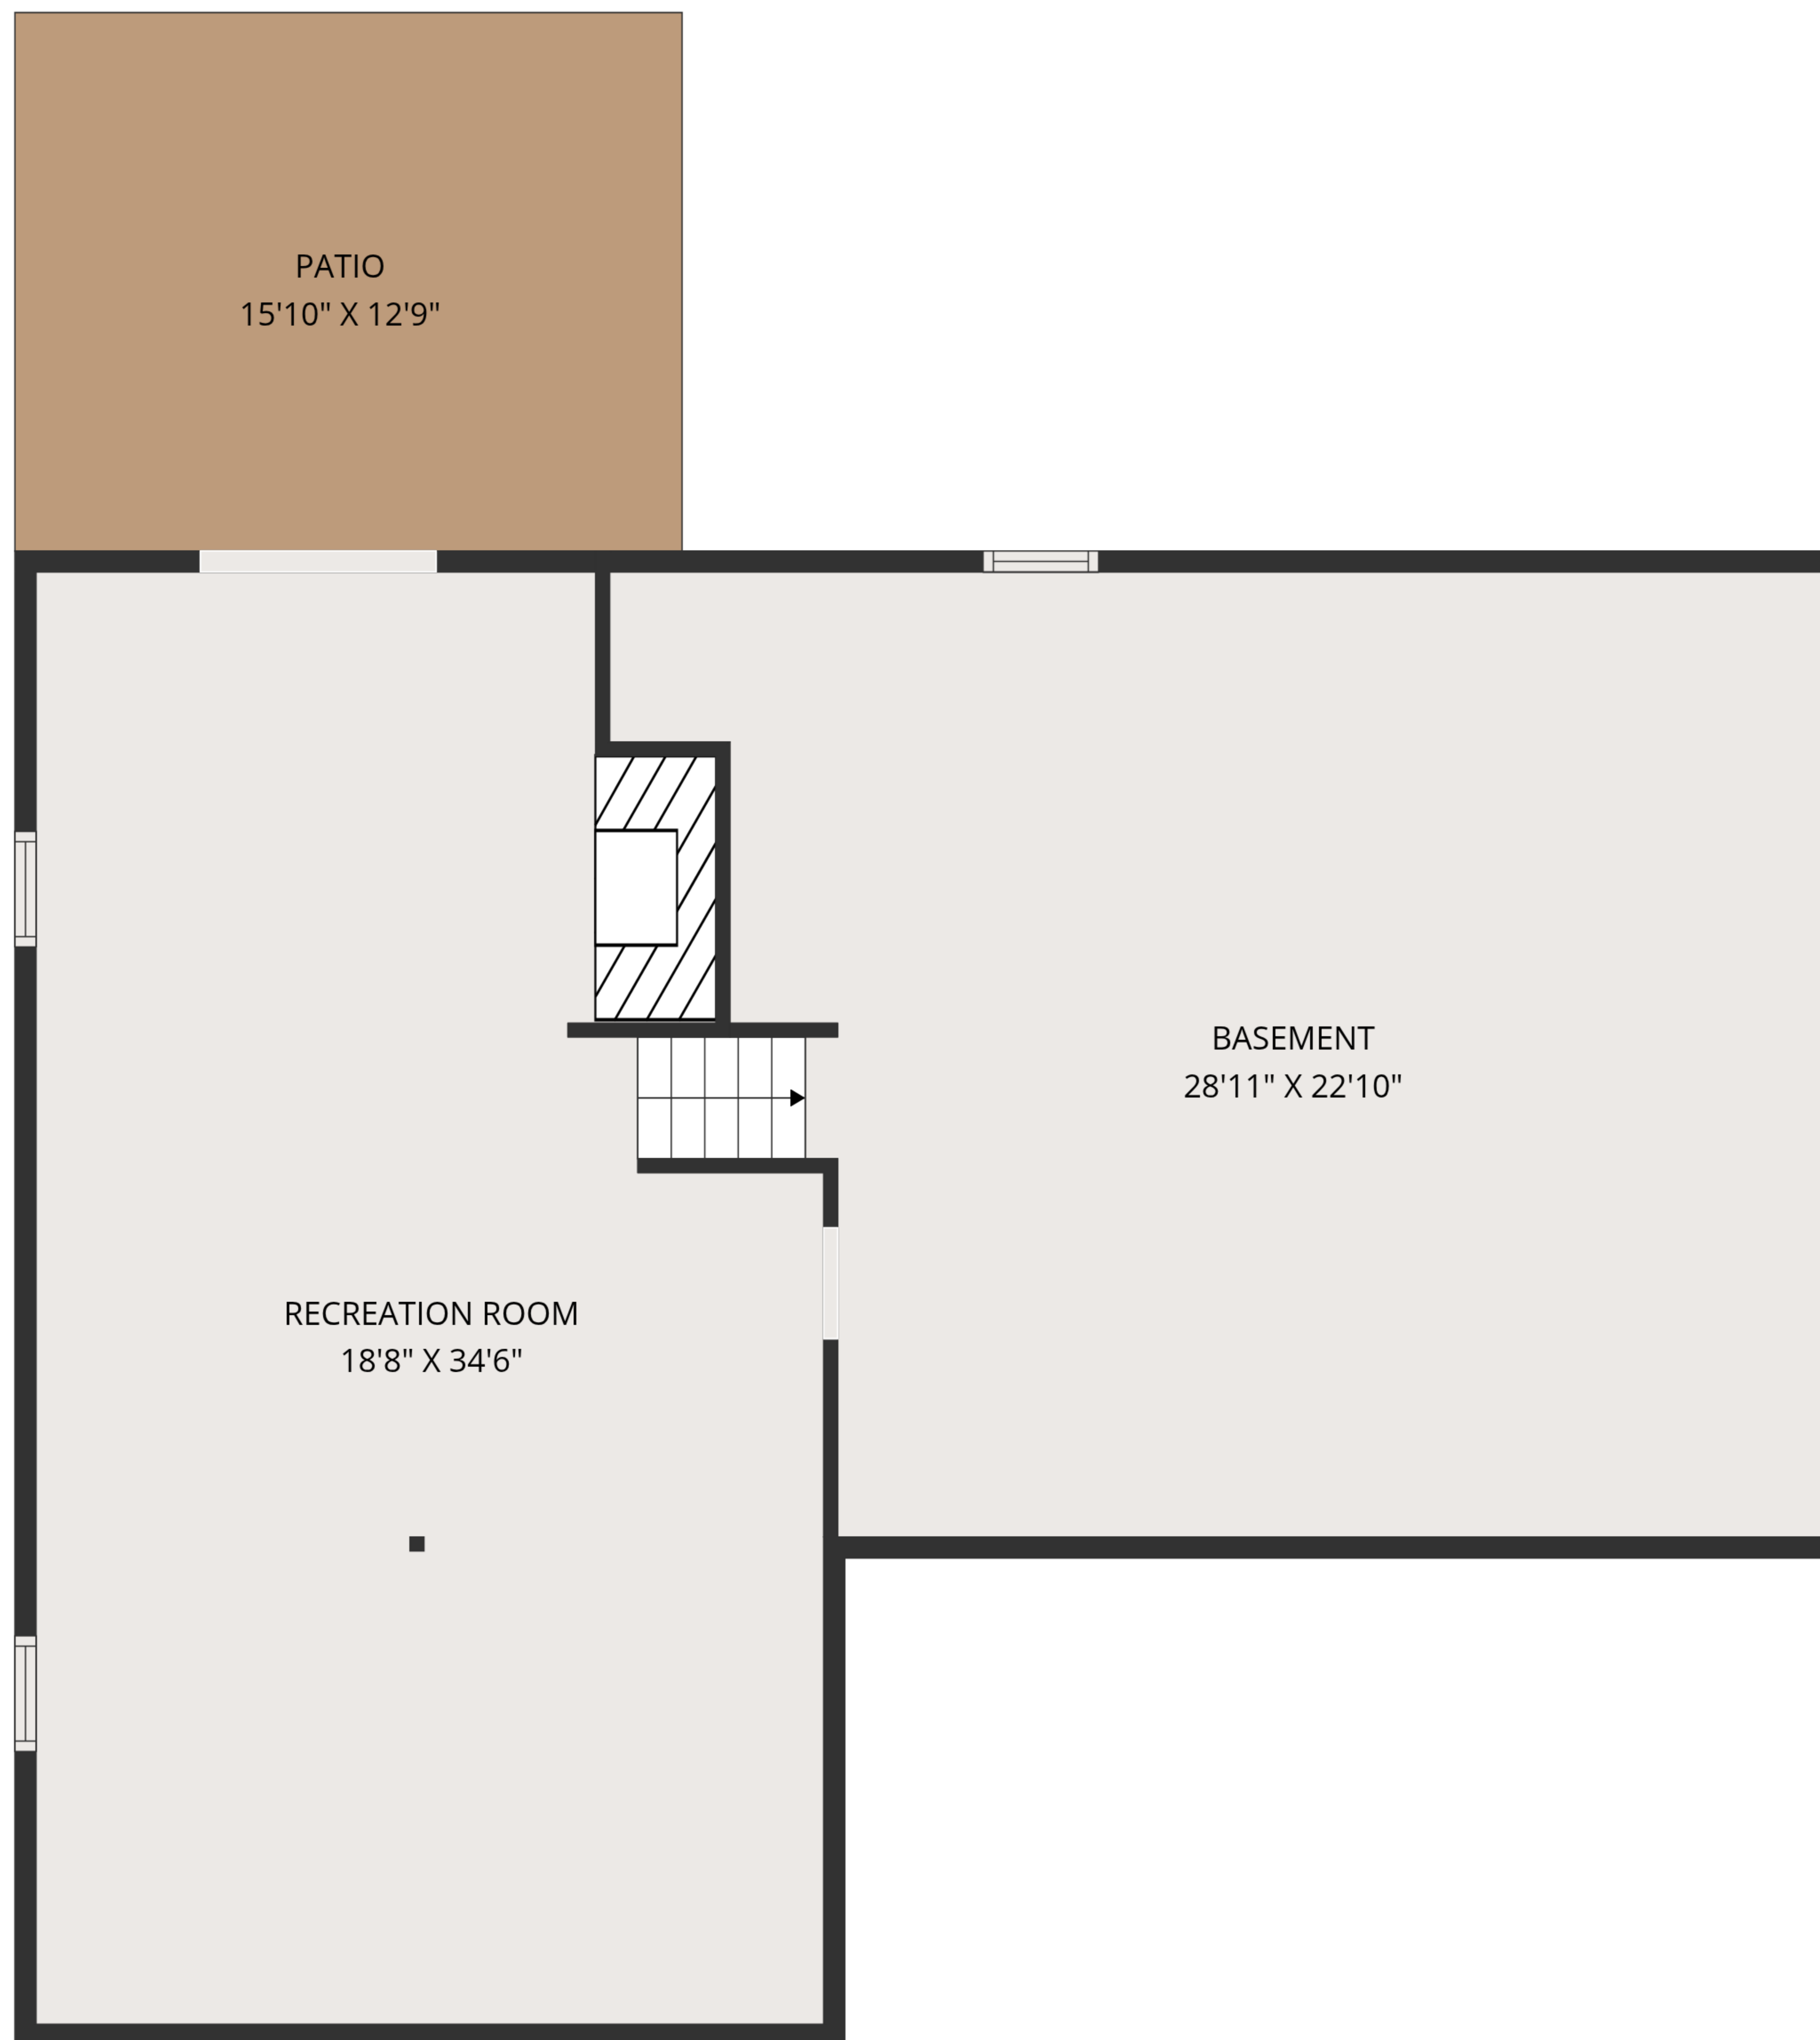 PATIO
15'10" X 12'9"
BASEMENT
28'11" X 22'10"
RECREATION ROOM
18'8" X 34'6"